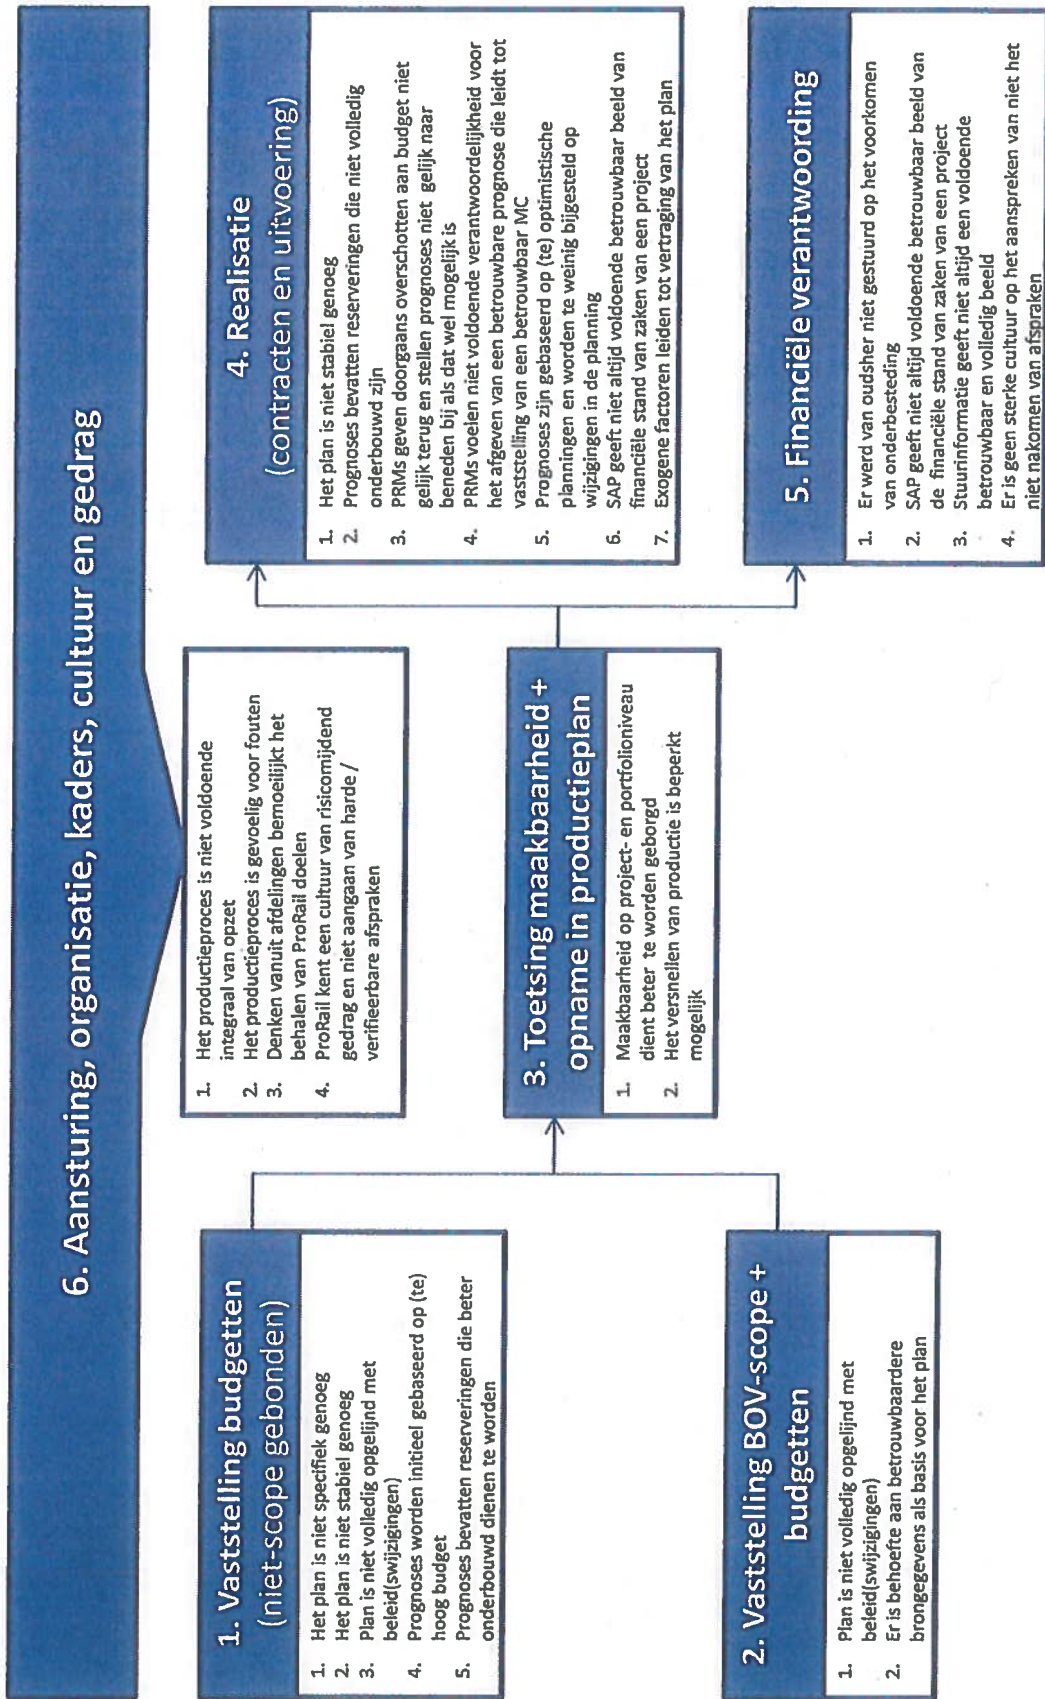 6. Aansturing, organisatie, kaders, cultuur en gedrag
1. Het productieproces is niet voldoende
integraal van opzet
2. Het productieproces is gevoelig voor fouten
3. Denken vanuit afdelingen bemoeilijkt het
behalen van ProRail doelen
4. ProRail kent een cultuur van risicomijdend
gedrag en niet aangaan van harde /
verifieerbare afspraken
1. Vaststelling budgetten
(niet-scope gebonden)
1. Het plan is niet specifiek genoeg
2. Het plan is niet stabiel genoeg
3. Plan is niet volledig opgelijnd met
beleid(swijzigingen)
4. Prognoses worden initieel gebaseerd op (te)
hoog budget
5. Prognoses bevatten reserveringen die beter
onderbouwd dienen te worden
2. Vaststelling BOV-scope +
budgetten
1. Plan is niet volledig opgelijnd met
beleid(swijzigingen)
2. Er is behoefte aan betrouwbaardere
brongegevens als basis voor het plan
3. Toetsing maakbaarheid +
opname in productieplan
1. Maakbaarheid op project- en portfolioniveau
dient beter te worden geborgd
2. Het versnellen van productie is beperkt
mogelijk
4. Realisatie
(contracten en uitvoering)
1. Het plan is niet stabiel genoeg
2. Prognoses bevatten reserveringen die niet volledig
onderbouwd zijn
3. PRMs geven doorgaans overschotten aan budget niet
gelijk terug en stellen prognoses niet gelijk naar
beneden bij als dat wel mogelijk is
4. PRMs voelen niet voldoende verantwoordelijkheid voor
het afgeven van een betrouwbare prognose die leidt tot
vaststelling van een betrouwbaar MC
5. Prognoses zijn gebaseerd op (te) optimistische
planningen en worden te weinig bijgesteld op
wijzigingen in de planning
6. SAP geeft niet altijd voldoende betrouwbaar beeld van
financiële stand van zaken van een project
7. Exogene factoren leiden tot vertraging van het plan
5. Financiële verantwoording
1. Er werd van oudsher niet gestuurd op het voorkomen
van onderbesteding
2. SAP geeft niet altijd voldoende betrouwbaar beeld van
de financiële stand van zaken van een project
3. Stuurinformatie geeft niet altijd een voldoende
betrouwbaar en volledig beeld
4. Er is geen sterke cultuur op het aanspreken van niet het
niet nakomen van afspraken